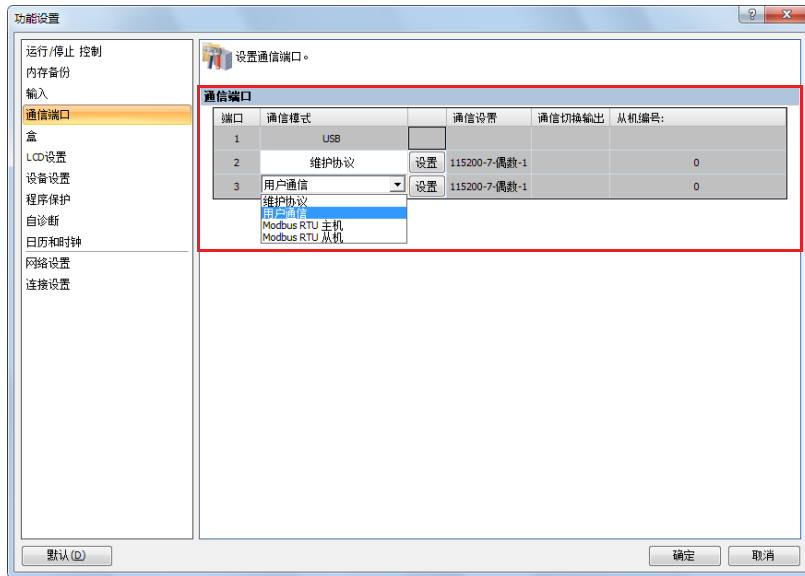 功能设置
运行/停止 控制
内存备份
输入
通信端口
盒
LCD设置
设备设置
程序保护
自诊断
日历和时钟
网络设置
连接设置
设置通信端口。
通信端口
端口 通信模式 通信设置 通信切换输出 从机编号:
1 USB
2 维护协议 设置 115200-7-偶数-1 0
3 用户通信 设置 115200-7-偶数-1 0
维护协议
用户通信
Modbus RTU 主机
Modbus RTU 从机
默认(D)
确定
取消